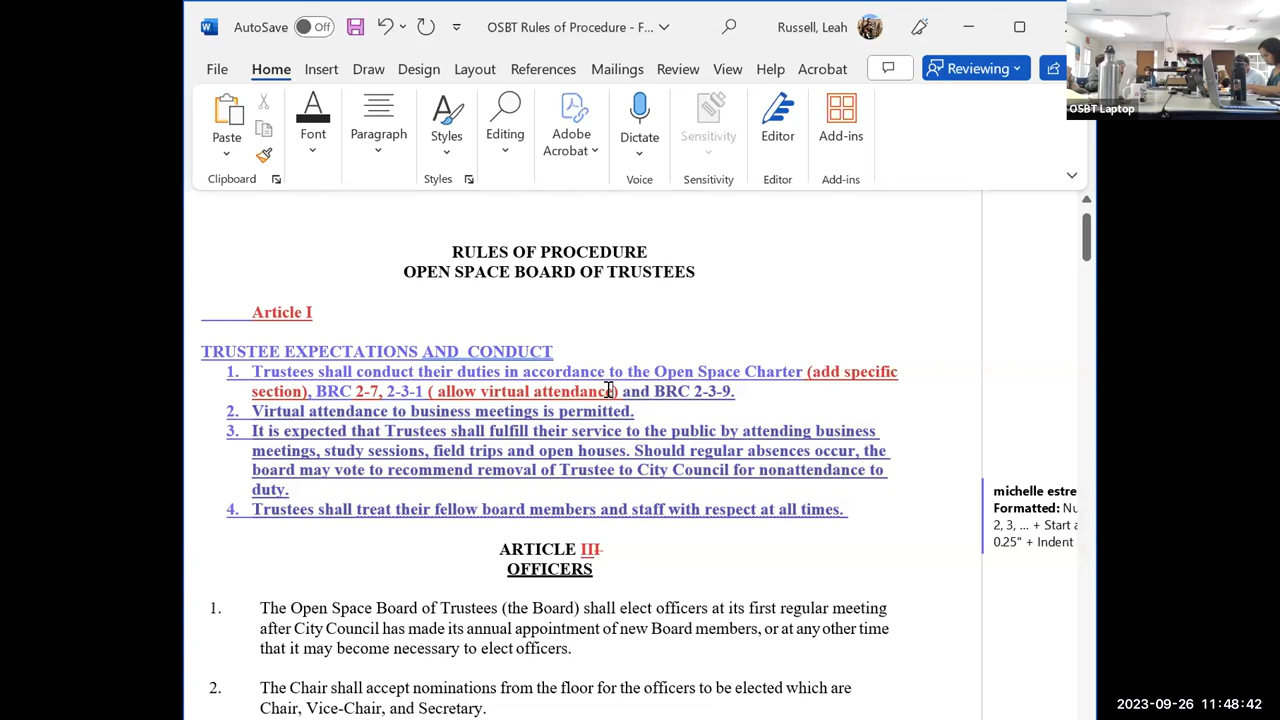 AutoSave Off OSBT Rules of Procedure - F... Russell, Leah
File Home Insert Draw Design Layout References Mailings Review View Help Acrobat Reviewing
Paste Font Paragraph Styles Editing Adobe Acrobat Dictate Sensitivity Editor Add-ins
Clipboard Styles Voice Sensitivity Editor Add-ins
OSBT Laptop
RULES OF PROCEDURE
OPEN SPACE BOARD OF TRUSTEES
Article I
TRUSTEE EXPECTATIONS AND CONDUCT
1. Trustees shall conduct their duties in accordance to the Open Space Charter (add specific
section), BRC 2-7, 2-3-1 ( allow virtual attendance) and BRC 2-3-9.
2. Virtual attendance to business meetings is permitted.
3. It is expected that Trustees shall fulfill their service to the public by attending business
meetings, study sessions, field trips and open houses. Should regular absences occur, the
board may vote to recommend removal of Trustee to City Council for nonattendance to
duty.
4. Trustees shall treat their fellow board members and staff with respect at all times.
michelle estre
Formatted: Nu
2, 3, ... + Start a
0.25" + Indent
ARTICLE III
OFFICERS
1. The Open Space Board of Trustees (the Board) shall elect officers at its first regular meeting
after City Council has made its annual appointment of new Board members, or at any other time
that it may become necessary to elect officers.
2. The Chair shall accept nominations from the floor for the officers to be elected which are
Chair, Vice-Chair, and Secretary.
2023-09-26 11:48:42